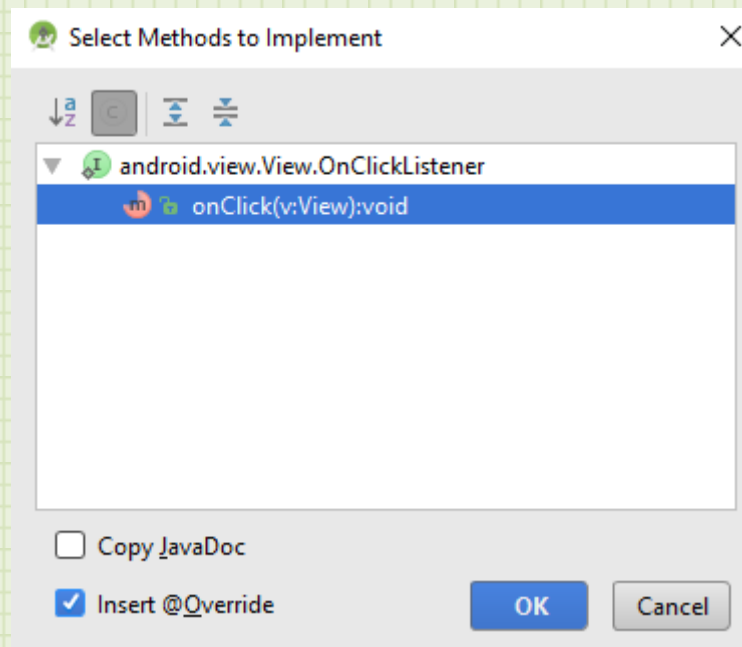 Select Methods to Implement
android.view.View.OnClickListener
onClick(v:View):void
Copy JavaDoc
Insert @Override
OK
Cancel